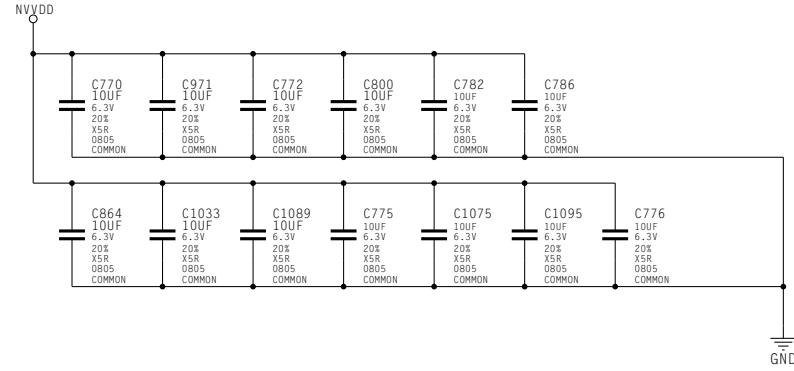 NVVDD
C770
10UF
6.3V
20%
X5R
0805
COMMON
C971
10UF
6.3V
20%
X5R
0805
COMMON
C772
10UF
6.3V
20%
X5R
0805
COMMON
C800
10UF
6.3V
20%
X5R
0805
COMMON
C782
10UF
6.3V
20%
X5R
0805
COMMON
C786
10UF
6.3V
20%
X5R
0805
COMMON
C864
10UF
6.3V
20%
X5R
0805
COMMON
C1033
10UF
6.3V
20%
X5R
0805
COMMON
C1089
10UF
6.3V
20%
X5R
0805
COMMON
C775
10UF
6.3V
20%
X5R
0805
COMMON
C1075
10UF
6.3V
20%
X5R
0805
COMMON
C1095
10UF
6.3V
20%
X5R
0805
COMMON
C776
10UF
6.3V
20%
X5R
0805
COMMON
GND